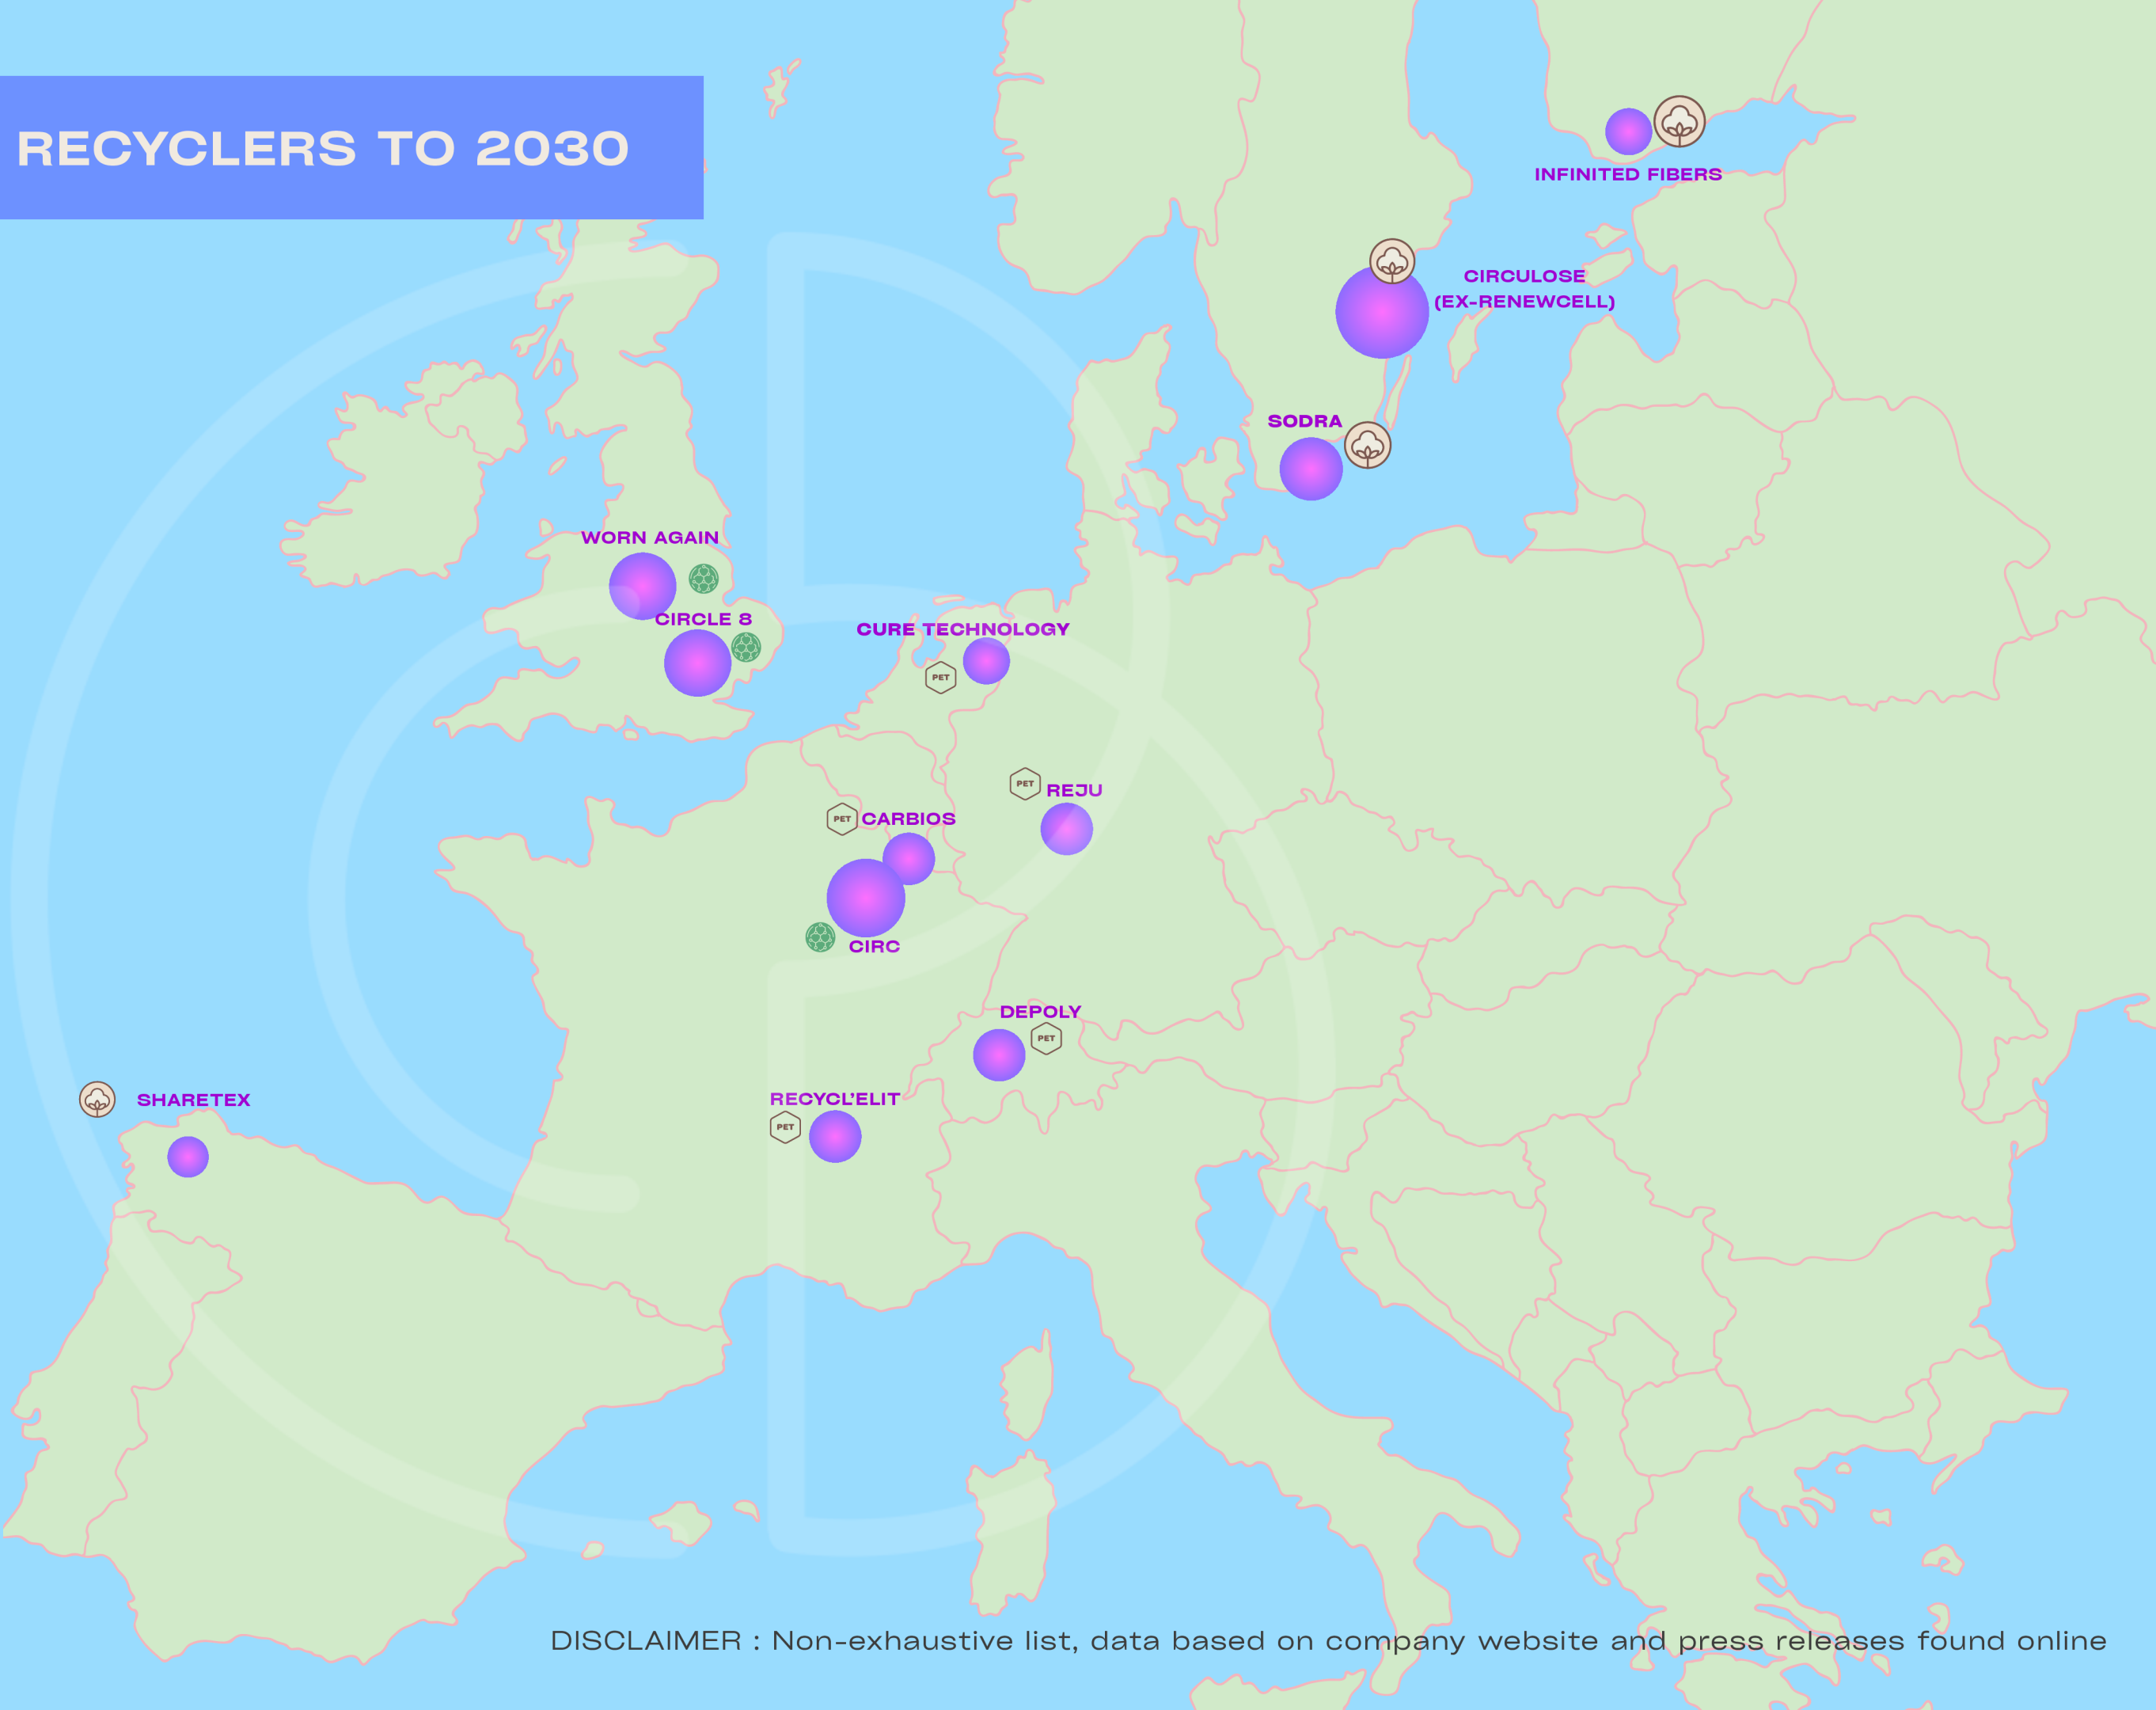 RECYCLERS TO 2030
INFINITED FIBERS
CIRCULOSE
(EX-RENEWCELL)
SODRA
WORN AGAIN
CIRCLE 8
CURE TECHNOLOGY
PET
PET
REJU
PET
CARBIOS
CIRC
DEPOLY
PET
SHARETEX
RECYCL'ELIT
PET
DISCLAIMER : Non-exhaustive list, data based on company website and press releases found online